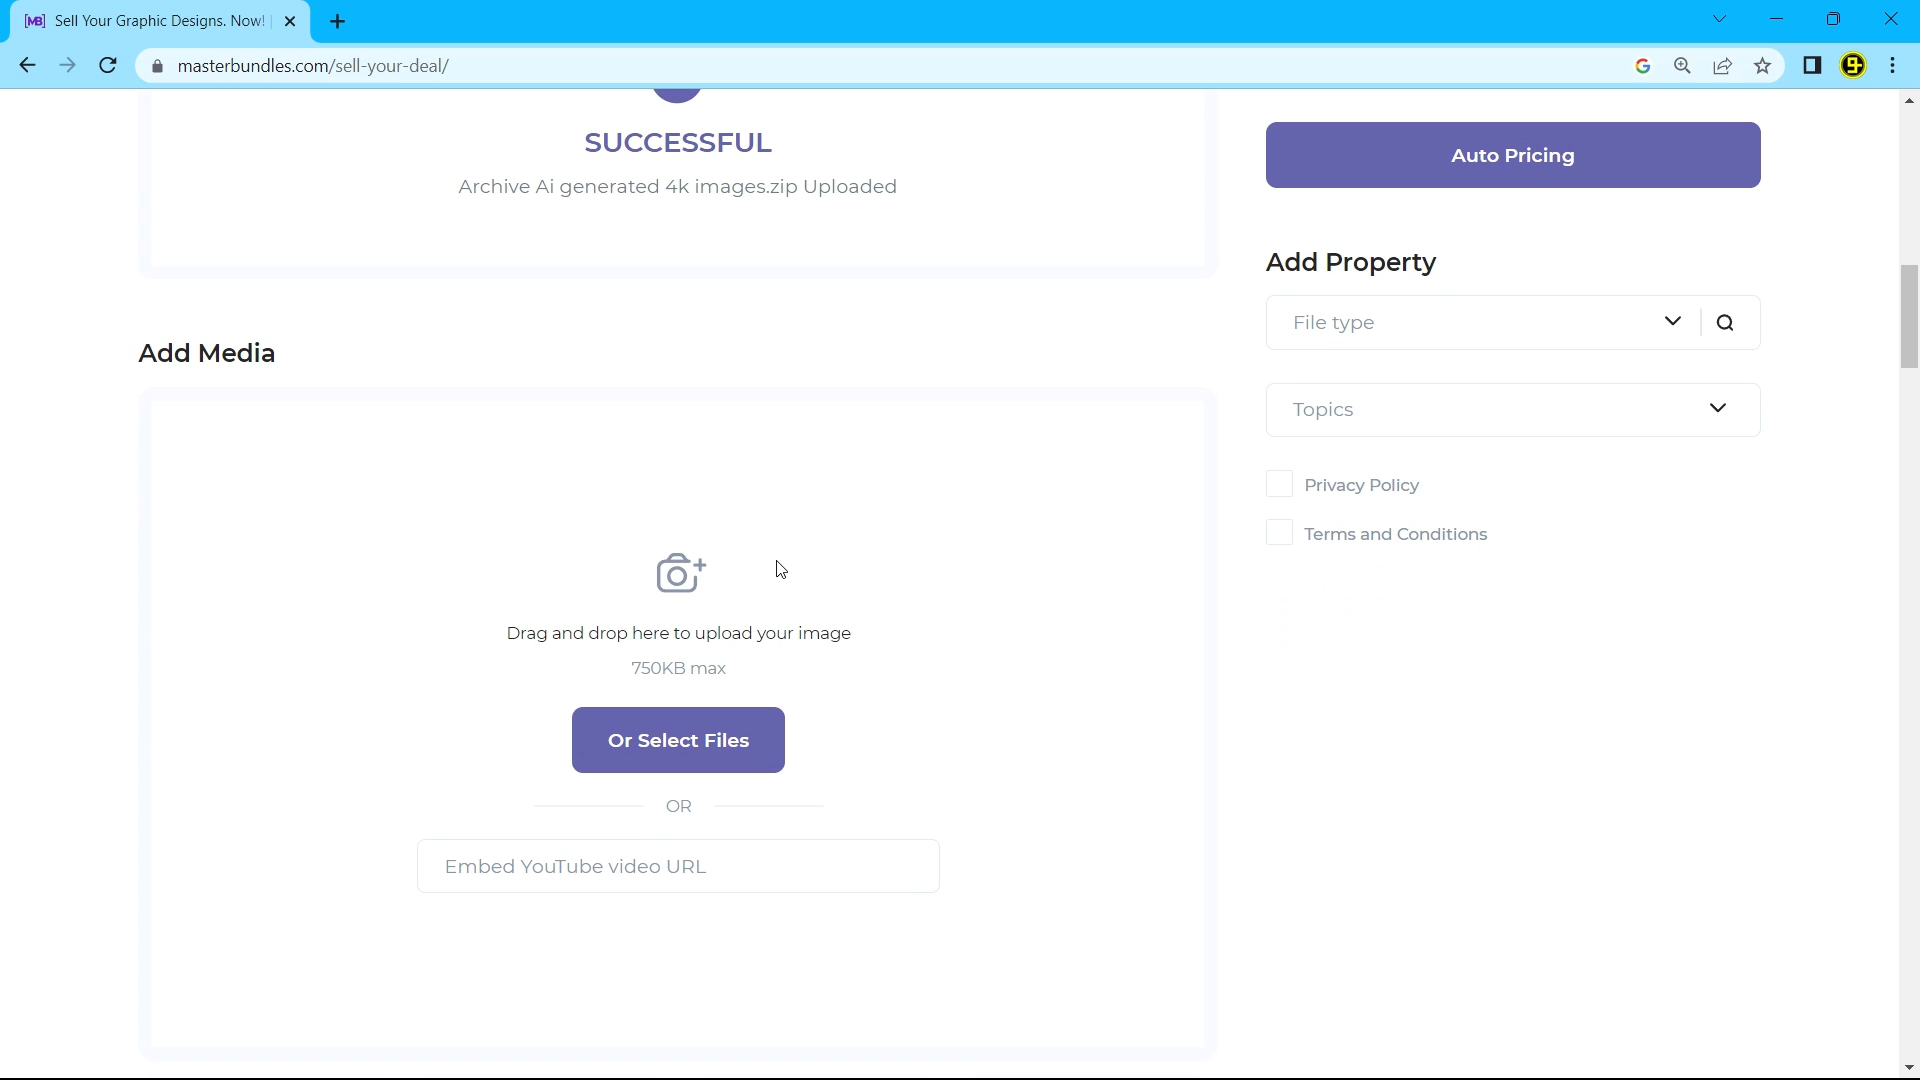 [MB] Sell Your Graphic Designs. Now!
masterbundles.com/sell-your-deal/
SUCCESSFUL
Archive Ai generated 4k images.zip Uploaded
Auto Pricing
Add Property
File type
Topics
Privacy Policy
Terms and Conditions
Add Media
Drag and drop here to upload your image
750KB max
Or Select Files
OR
Embed YouTube video URL